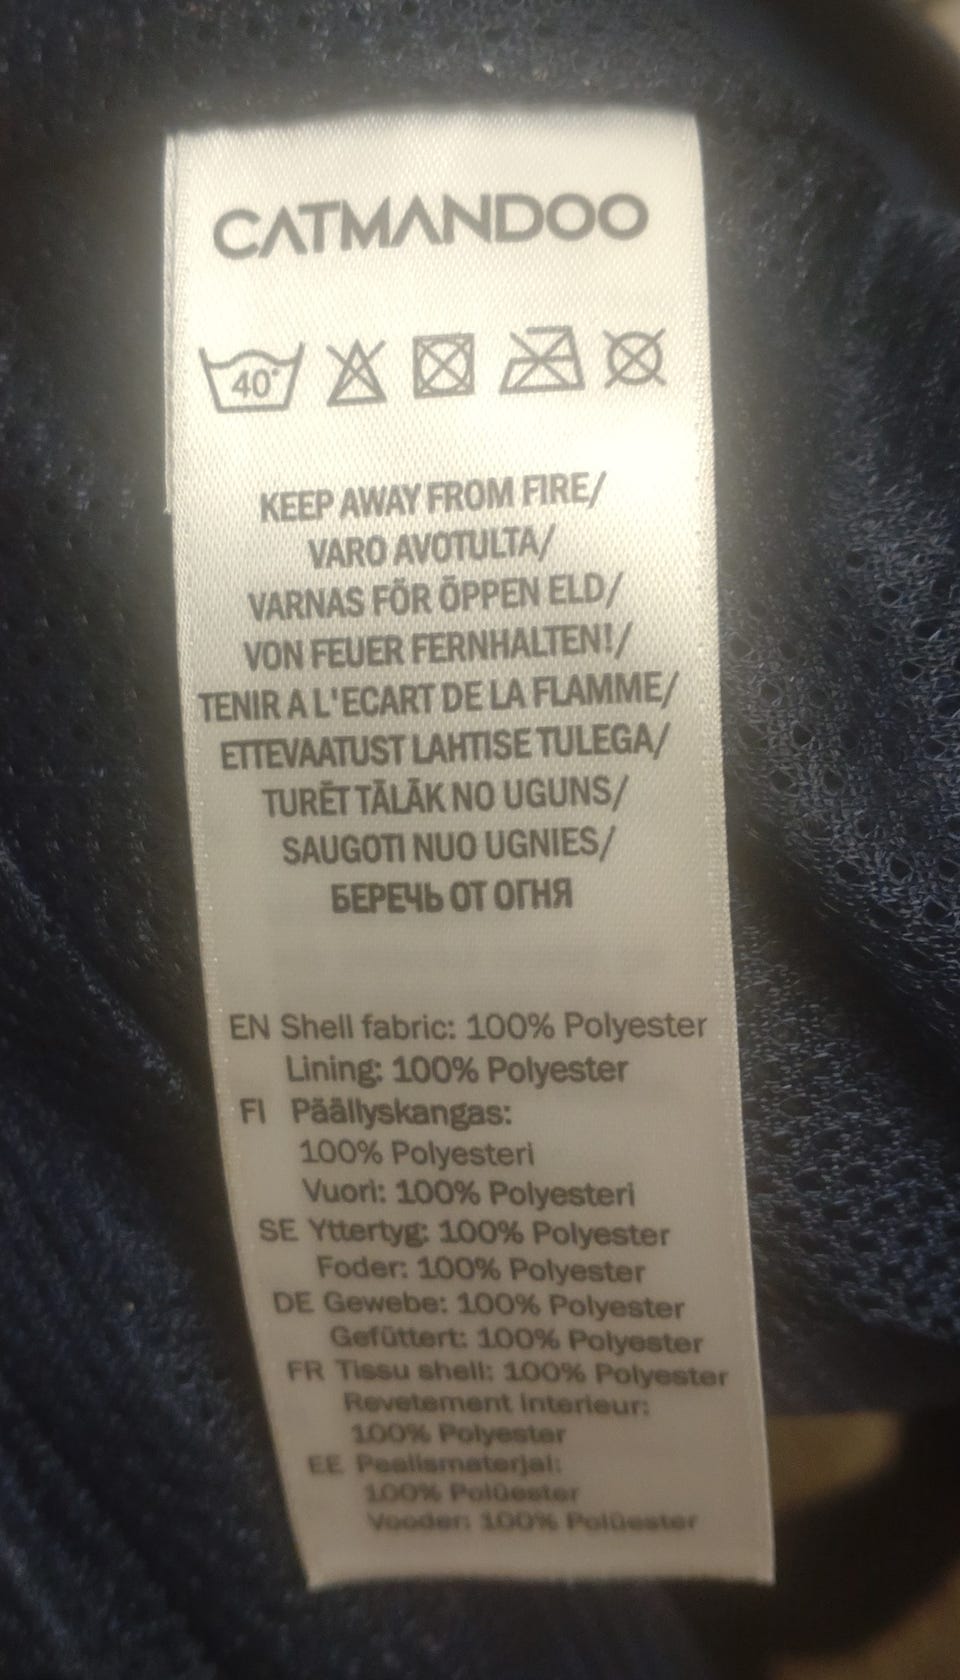 CATMANDOO
40°
KEEP AWAY FROM FIRE/
VARO AVOTULTA/
VARNAS FÖR ÖPPEN ELD/
VON FEUER FERNHALTEN!/
TENIR A L'ECART DE LA FLAMME/
ETTEVAATUST LAHTISE TULEGA/
TURĒT TĀLĀK NO UGUNS/
SAUGOTI NUO UGNIES/
БЕРЕЧЬ ОТ ОГНЯ
EN Shell fabric: 100% Polyester
Lining: 100% Polyester
FI Päällyskangas:
100% Polyesteri
Vuori: 100% Polyesteri
SE Yttertyg: 100% Polyester
Foder: 100% Polyester
DE Gewebe: 100% Polyester
Gefüttert: 100% Polyester
FR Tissu shell: 100% Polyester
Revetement interieur:
100% Polyester
EE Pealismaterjal:
100% Polüester
Vooder: 100% Polüester